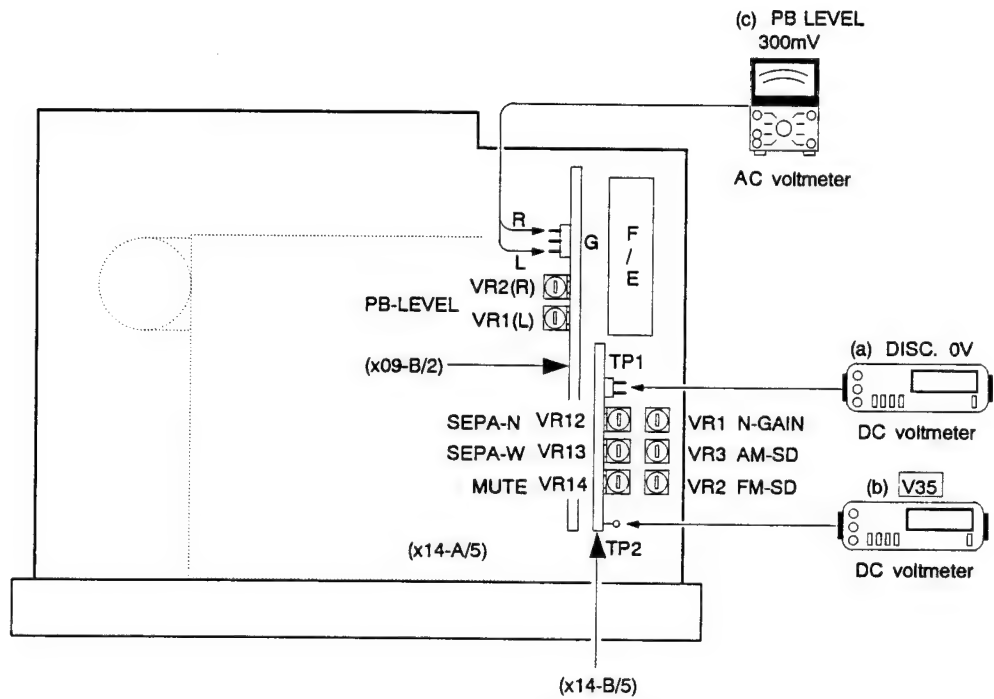 (c) PB LEVEL
300mV
AC voltmeter
R
L
G
F
/
E
PB-LEVEL
VR2(R)
VR1(L)
(x09-B/2)
TP1
(a) DISC. 0V
DC voltmeter
SEPA-N VR12
VR1 N-GAIN
SEPA-W VR13
VR3 AM-SD
MUTE VR14
VR2 FM-SD
(b) V35
DC voltmeter
TP2
(x14-A/5)
(x14-B/5)